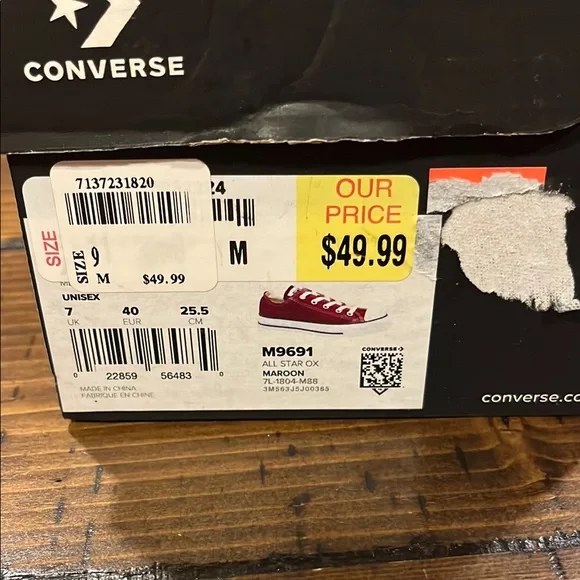 CONVERSE
7137231820
24
OUR
PRICE
$49.99
SIZE
SIZE 9
M
M $49.99
UNISEX
7 40 25.5
UK EUR CM
0 22859 56483 0
MADE IN CHINA
FABRIQUÉ EN CHINE
M9691
ALL STAR OX
MAROON
7L-1804-M88
3M563J5J00365
CONVERSE
converse.co